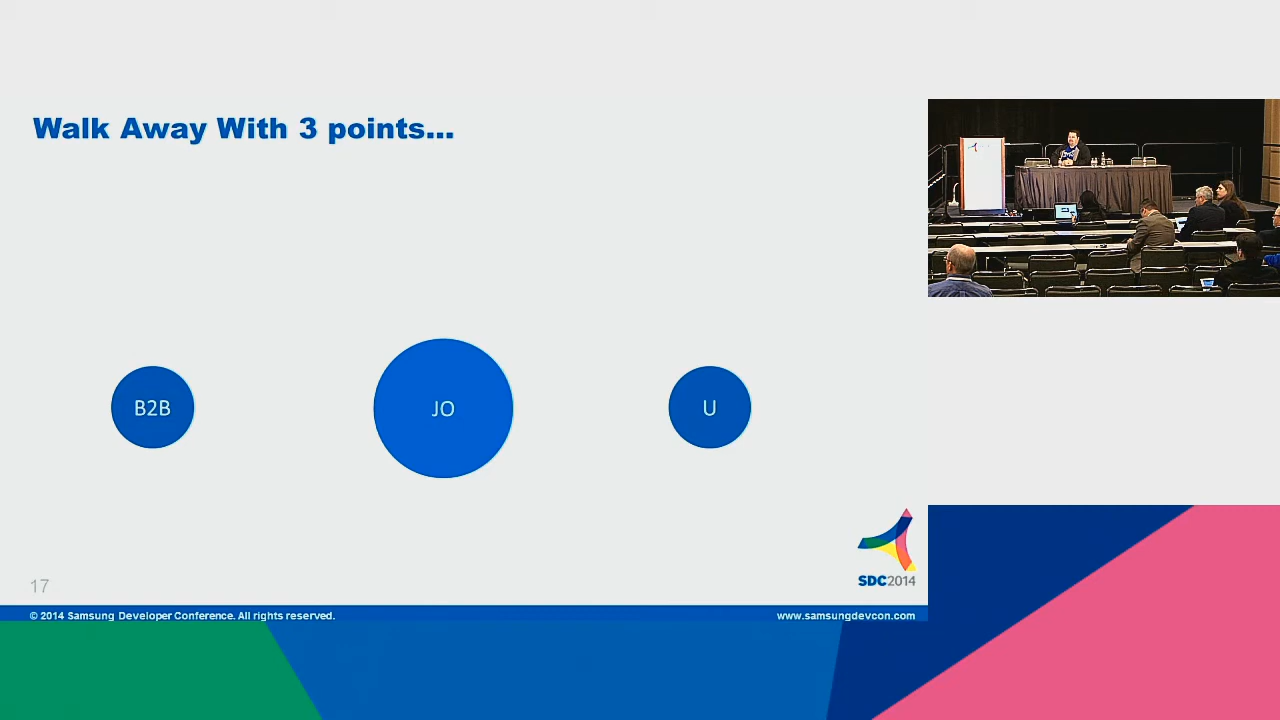 Walk Away With 3 points...
B2B
JO
U
SDC2014
17
© 2014 Samsung Developer Conference. All rights reserved.
www.samsungdevcon.com